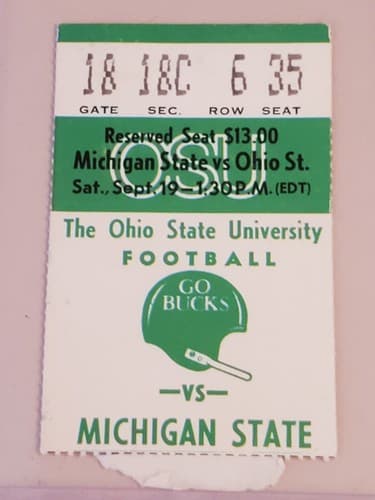 18 18C 6 35
GATE SEC. ROW SEAT
OSU
Reserved Seat $13.00
Michigan State vs Ohio St.
Sat., Sept. 19-1:30 P.M. (EDT)
The Ohio State University
FOOTBALL
GO
BUCKS
-VS-
MICHIGAN STATE